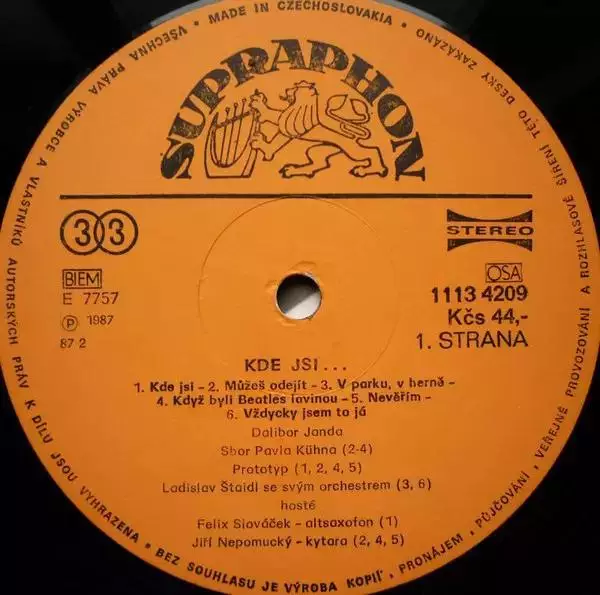 • MADE IN CZECHOSLOVAKIA • VŠECHNA PRÁVA VÝROBCE A VLASTNÍKŮ AUTORSKÝCH PRÁV K DÍLU JSOU VYHRAZENA • BEZ SOUHLASU JE VÝROBA KOPIÍ, PRONÁJEM, PŮJČOVÁNÍ, VEŘEJNÉ PROVOZOVÁNÍ A ROZHLASOVÉ ŠÍŘENÍ TÉTO DESKY ZAKÁZÁNO
SUPRAPHON
33
STEREO
BIEM
OSA
E 7757
1113 4209
Ⓟ 1987
Kčs 44,-
87 2
1. STRANA
KDE JSI...
1. Kde jsi – 2. Můžeš odejít – 3. V parku, v herně –
4. Když byli Beatles lavinou – 5. Nevěřím –
6. Vždycky jsem to já
Dalibor Janda
Sbor Pavla Kühna (2-4)
Prototyp (1, 2, 4, 5)
Ladislav Štaidl se svým orchestrem (3, 6)
hosté
Felix Slováček – altsaxofon (1)
Jiří Nepomucký – kytara (2, 4, 5)